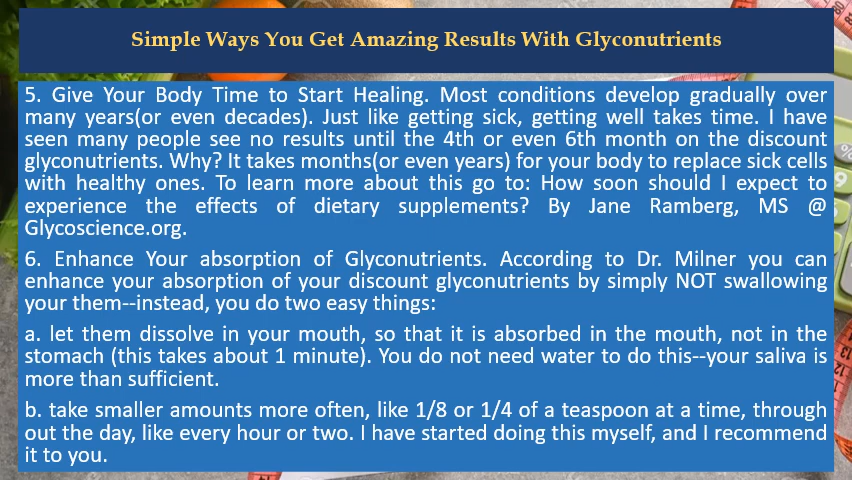 Simple Ways You Get Amazing Results With Glyconutrients
5. Give Your Body Time to Start Healing. Most conditions develop gradually over
many years(or even decades). Just like getting sick, getting well takes time. I have
seen many people see no results until the 4th or even 6th month on the discount
glyconutrients. Why? It takes months(or even years) for your body to replace sick cells
with healthy ones. To learn more about this go to: How soon should I expect to
experience the effects of dietary supplements? By Jane Ramberg, MS @
Glycoscience.org.
6. Enhance Your absorption of Glyconutrients. According to Dr. Milner you can
enhance your absorption of your discount glyconutrients by simply NOT swallowing
your them--instead, you do two easy things:
a. let them dissolve in your mouth, so that it is absorbed in the mouth, not in the
stomach (this takes about 1 minute). You do not need water to do this--your saliva is
more than sufficient.
b. take smaller amounts more often, like 1/8 or 1/4 of a teaspoon at a time, through
out the day, like every hour or two. I have started doing this myself, and I recommend
it to you.